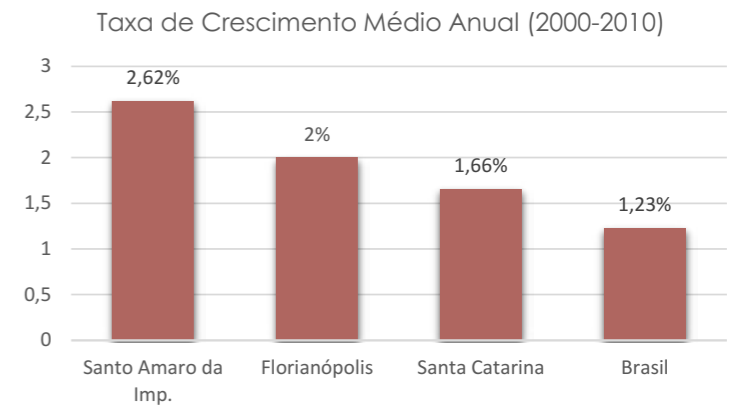 Taxa de Crescimento Médio Anual (2000-2010)
3
2,5
2
1,5
1
0,5
0
2,62%
2%
1,66%
1,23%
Santo Amaro da
Imp.
Florianópolis
Santa Catarina
Brasil